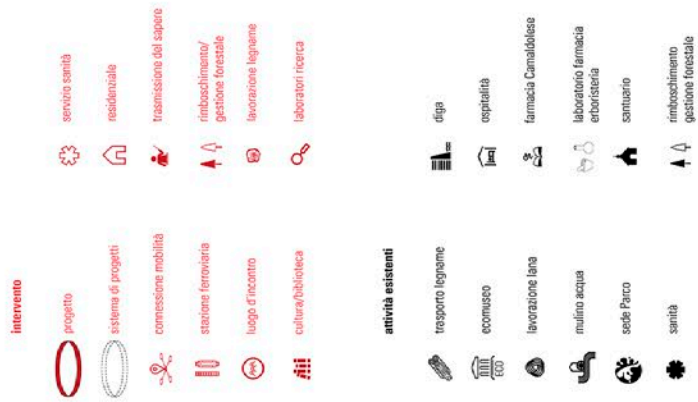 intervento
progetto
sistema di progetti
connessione mobilità
stazione ferroviaria
luogo d'incontro
cultura/biblioteca
servizio sanità
residenziale
trasmissione del sapere
rimboschimento/
gestione forestale
lavorazione legname
laboratori ricerca
attività esistenti
trasporto legname
ecomuseo
ECO
lavorazione lana
mulino acqua
sede Parco
sanità
diga
ospitalità
farmacia Camaldolese
laboratorio farmacia
erboristeria
santuario
rimboschimento
gestione forestale